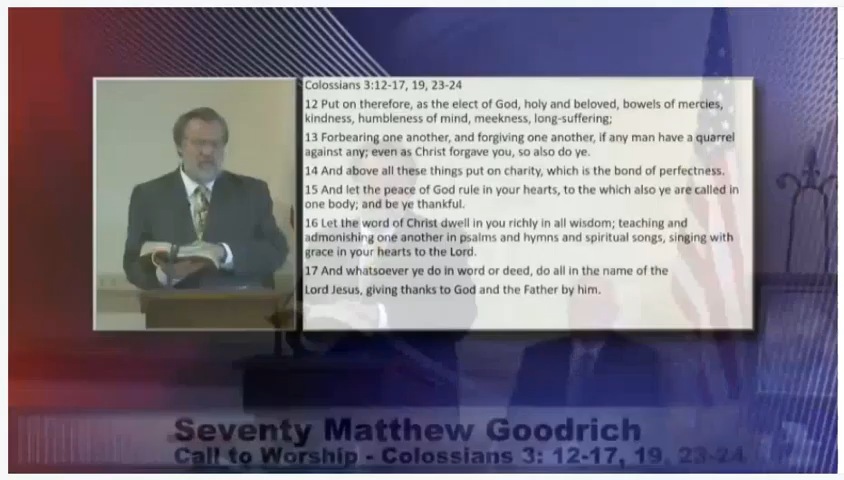 Colossians 3:12-17, 19, 23-24
12 Put on therefore, as the elect of God, holy and beloved, bowels of mercies,
kindness, humbleness of mind, meekness, long-suffering;
13 Forbearing one another, and forgiving one another, if any man have a quarrel
against any; even as Christ forgave you, so also do ye.
14 And above all these things put on charity, which is the bond of perfectness.
15 And let the peace of God rule in your hearts, to the which also ye are called in
one body; and be ye thankful.
16 Let the word of Christ dwell in you richly in all wisdom; teaching and
admonishing one another in psalms and hymns and spiritual songs, singing with
grace in your hearts to the Lord.
17 And whatsoever ye do in word or deed, do all in the name of the
Lord Jesus, giving thanks to God and the Father by him.
Seventy Matthew Goodrich
Call to Worship - Colossians 3: 12-17, 19, 23-24